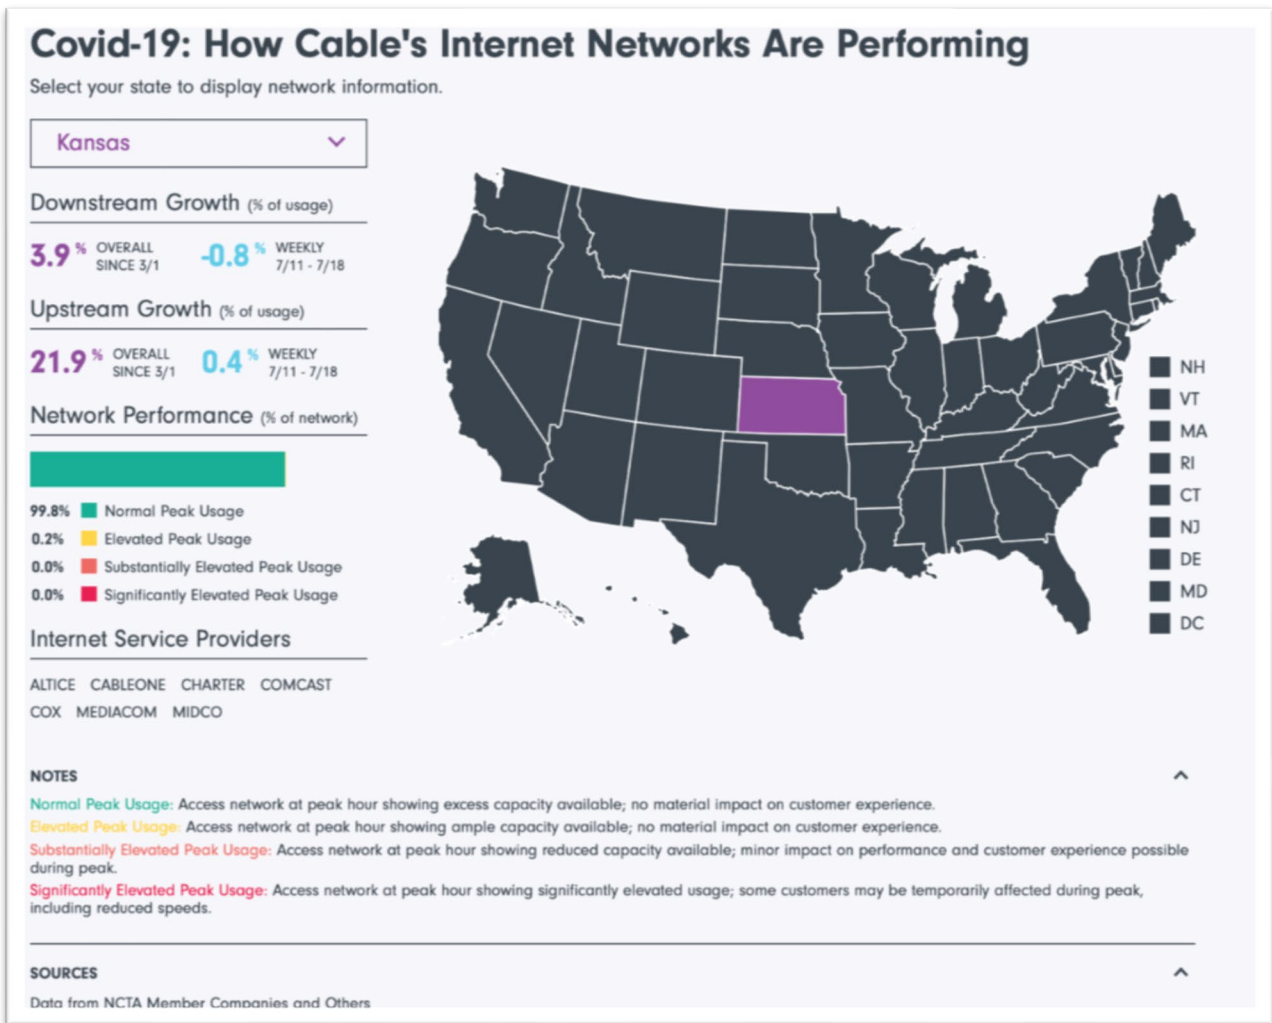 Covid-19: How Cable's Internet Networks Are Performing
Select your state to display network information.
Kansas
Downstream Growth (% of usage)
3.9 % OVERALL SINCE 3/1 -0.8 % WEEKLY 7/11 - 7/18
Upstream Growth (% of usage)
21.9 % OVERALL SINCE 3/1 0.4 % WEEKLY 7/11 - 7/18
Network Performance (% of network)
99.8% Normal Peak Usage
0.2% Elevated Peak Usage
0.0% Substantially Elevated Peak Usage
0.0% Significantly Elevated Peak Usage
Internet Service Providers
ALTICE CABLEONE CHARTER COMCAST
COX MEDIACOM MIDCO
NH
VT
MA
RI
CT
NJ
DE
MD
DC
NOTES
Normal Peak Usage: Access network at peak hour showing excess capacity available; no material impact on customer experience.
Elevated Peak Usage: Access network at peak hour showing ample capacity available; no material impact on customer experience.
Substantially Elevated Peak Usage: Access network at peak hour showing reduced capacity available; minor impact on performance and customer experience possible
during peak.
Significantly Elevated Peak Usage: Access network at peak hour showing significantly elevated usage; some customers may be temporarily affected during peak,
including reduced speeds.
SOURCES
Data from NCTA Member Companies and Others